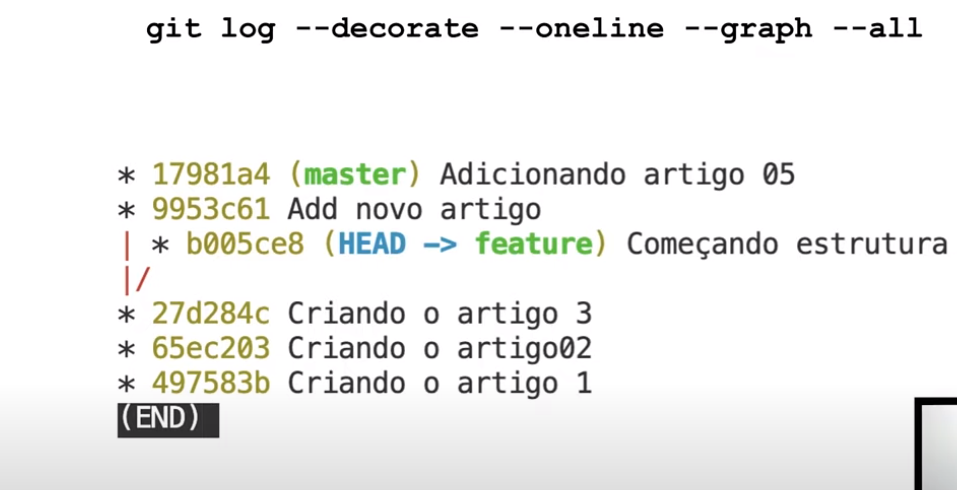 git log --decorate --oneline --graph --all
* 17981a4 (master) Adicionando artigo 05
* 9953c61 Add novo artigo
| * b005ce8 (HEAD -> feature) Começando estrutura
|/
* 27d284c Criando o artigo 3
* 65ec203 Criando o artigo02
* 497583b Criando o artigo 1
(END)